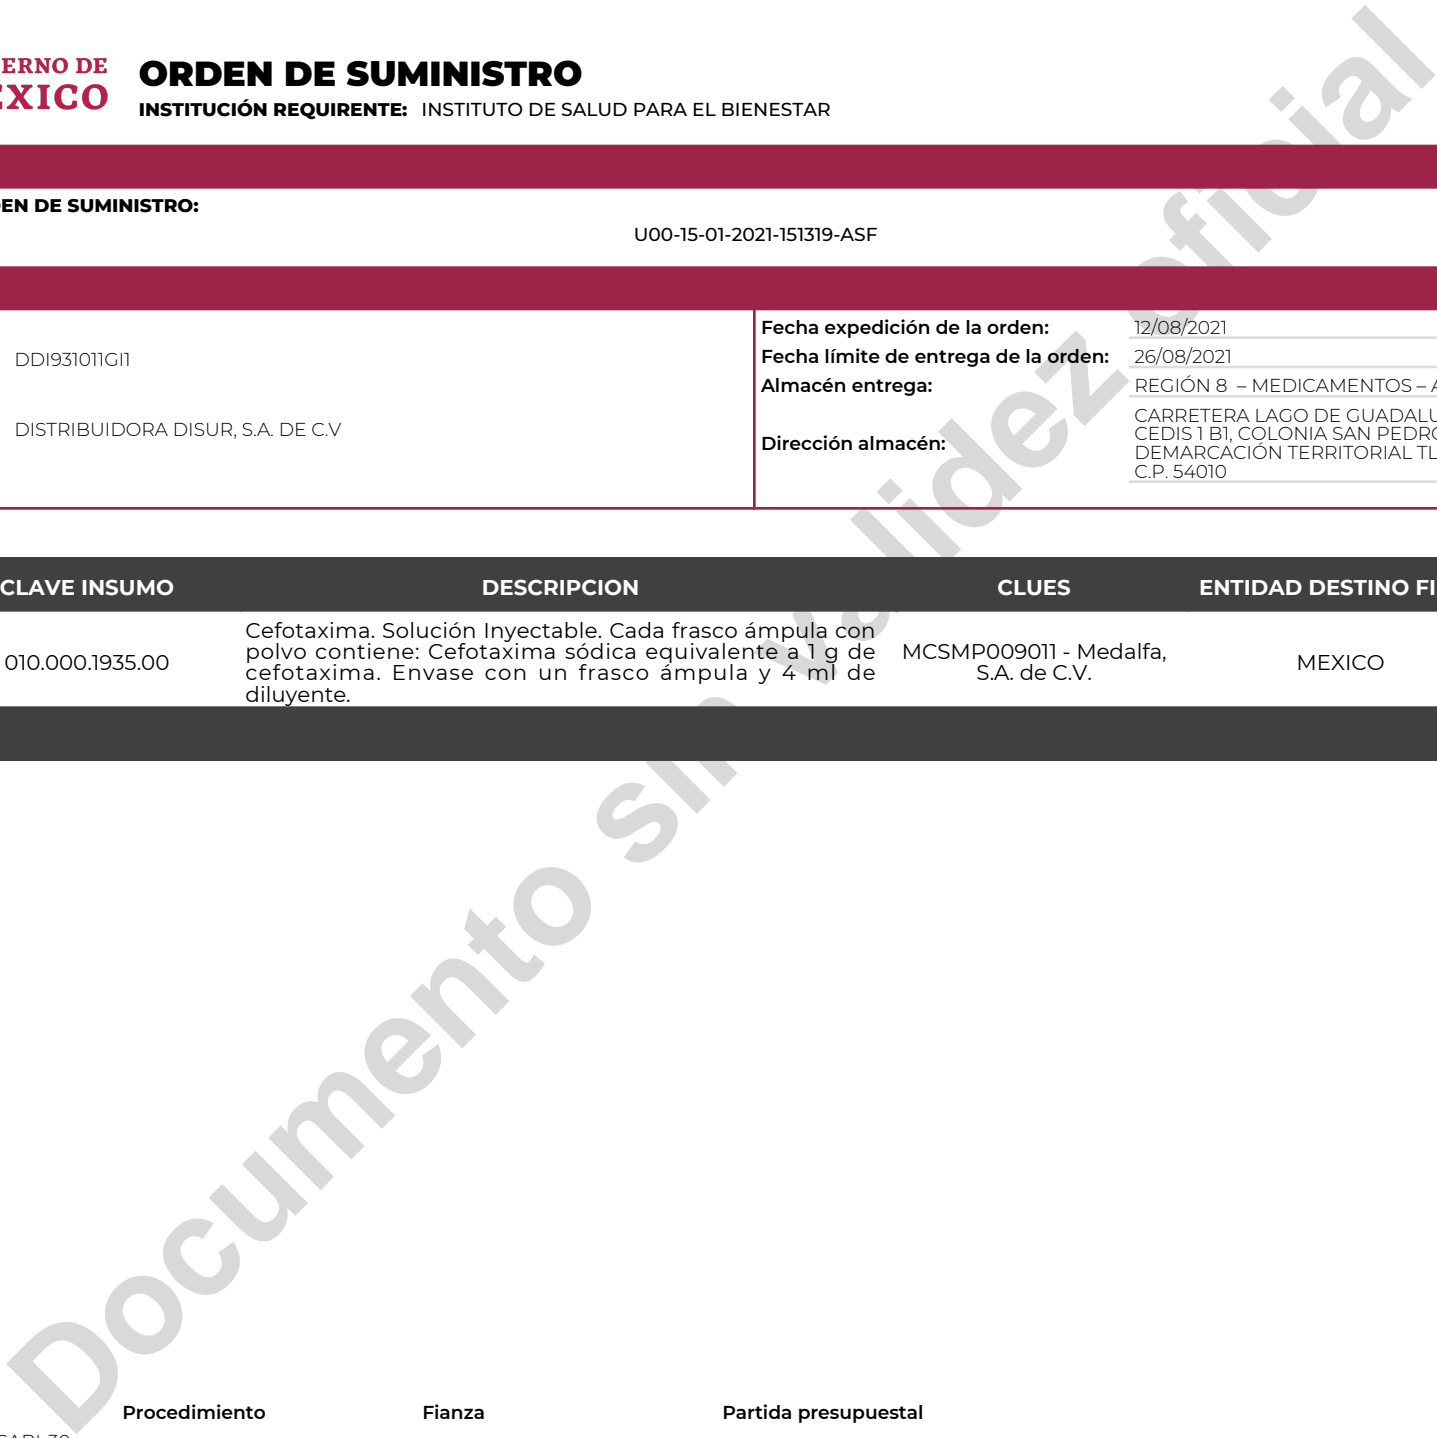 ERNO DE
ORDEN DE SUMINISTRO
EXICO
INSTITUCIÓN REQUIRENTE: INSTITUTO DE SALUD PARA EL BIENESTAR
EN DE SUMINISTRO:
U00-15-01-2021-151319-ASF
Fecha expedición de la orden: 12/08/2021
DDI931011GI1
Fecha límite de entrega de la orden: 26/08/2021
Almacén entrega: REGIÓN 8 – MEDICAMENTOS – A
DISTRIBUIDORA DISUR, S.A. DE C.V
Dirección almacén:
CARRETERA LAGO DE GUADALU
CEDIS 1 B1, COLONIA SAN PEDRO
DEMARCACIÓN TERRITORIAL TL
C.P. 54010
CLAVE INSUMO DESCRIPCION CLUES ENTIDAD DESTINO FI
010.000.1935.00
Cefotaxima. Solución Inyectable. Cada frasco ámpula con
polvo contiene: Cefotaxima sódica equivalente a 1 g de
cefotaxima. Envase con un frasco ámpula y 4 ml de
diluyente.
MCSMP009011 - Medalfa,
S.A. de C.V.
MEXICO
Documento sin validez oficial
Procedimiento Fianza Partida presupuestal